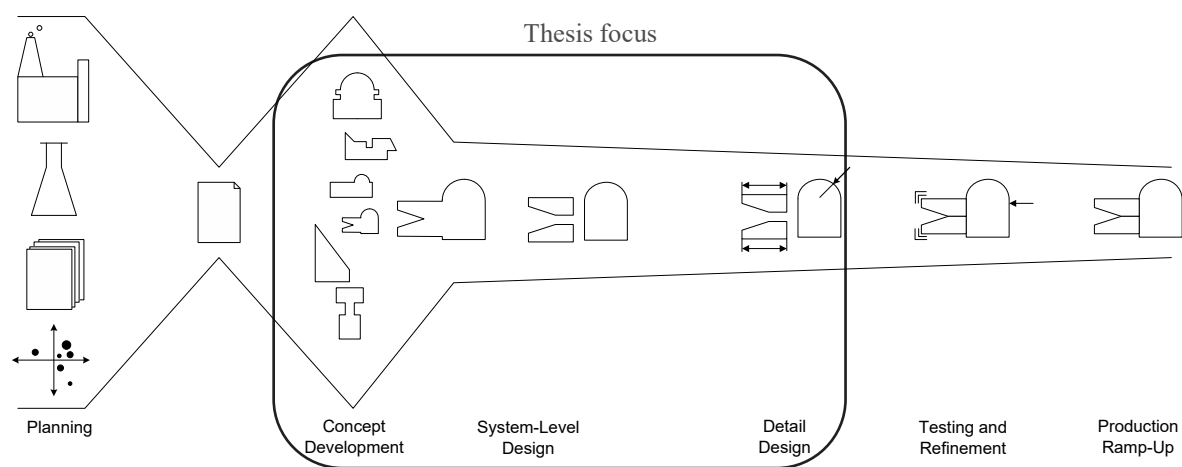 Thesis focus
Planning
Concept
Development
System-Level
Design
Detail
Design
Testing and
Refinement
Production
Ramp-Up